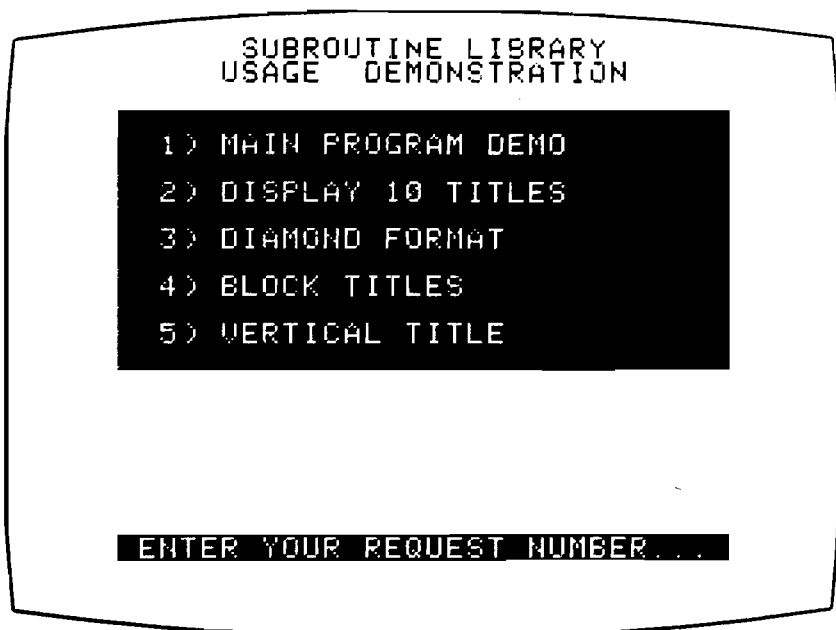 SUBROUTINE LIBRARY
USAGE DEMONSTRATION
1) MAIN PROGRAM DEMO
2) DISPLAY 10 TITLES
3) DIAMOND FORMAT
4) BLOCK TITLES
5) VERTICAL TITLE
ENTER YOUR REQUEST NUMBER...